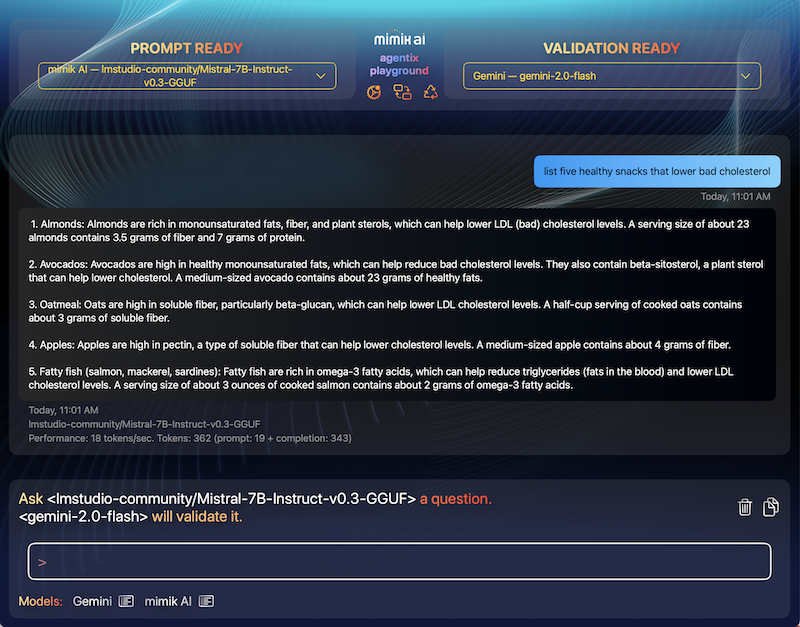 PROMPT READY
mimik AI — lmstudio-community/Mistral-7B-Instruct-
v0.3-GGUF
mimik ai
agentix
playground
VALIDATION READY
Gemini — gemini-2.0-flash
list five healthy snacks that lower bad cholesterol
Today, 11:01 AM
1. Almonds: Almonds are rich in monounsaturated fats, fiber, and plant sterols, which can help lower LDL (bad) cholesterol levels. A serving size of about 23
almonds contains 3.5 grams of fiber and 7 grams of protein.
2. Avocados: Avocados are high in healthy monounsaturated fats, which can help reduce bad cholesterol levels. They also contain beta-sitosterol, a plant sterol
that can help lower cholesterol. A medium-sized avocado contains about 23 grams of healthy fats.
3. Oatmeal: Oats are high in soluble fiber, particularly beta-glucan, which can help lower LDL cholesterol levels. A half-cup serving of cooked oats contains
about 3 grams of soluble fiber.
4. Apples: Apples are high in pectin, a type of soluble fiber that can help lower cholesterol levels. A medium-sized apple contains about 4 grams of fiber.
5. Fatty fish (salmon, mackerel, sardines): Fatty fish are rich in omega-3 fatty acids, which can help reduce triglycerides (fats in the blood) and lower LDL
cholesterol levels. A serving size of about 3 ounces of cooked salmon contains about 2 grams of omega-3 fatty acids.
Today, 11:01 AM
lmstudio-community/Mistral-7B-Instruct-v0.3-GGUF
Performance: 18 tokens/sec. Tokens: 362 (prompt: 19 + completion: 343)
Ask <lmstudio-community/Mistral-7B-Instruct-v0.3-GGUF> a question.
<gemini-2.0-flash> will validate it.
>
Models: Gemini mimik AI